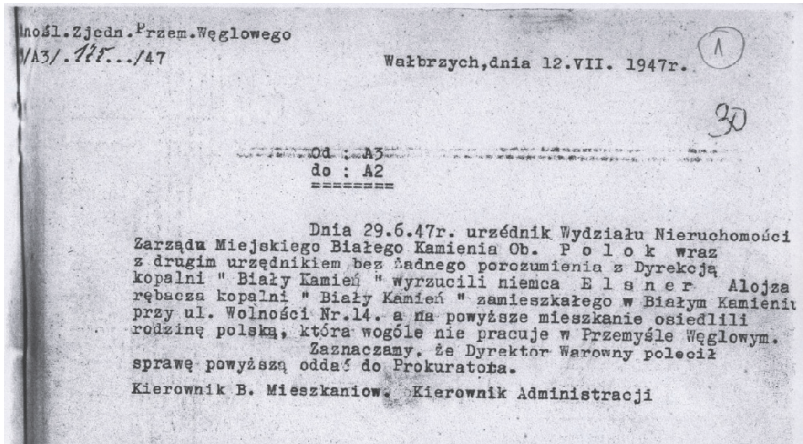 lnośl.Zjedn.Przem.Węglowego
/A3/.175.../47
Wałbrzych,dnia 12.VII. 1947r.
1
30
Od : A3
do : A2
========
Dnia 29.6.47r. urzédnik Wydziału Nieruchomości
Zarządu Miejskiego Białego Kamienia Ob. P o l o k wraz
z drugim urzędnikiem bez żadnego porozumienia z Dyrekcją
kopalni " Biały Kamień " wyrzucili niemca E l s n e r Alojza
rębacza kopalni " Biały Kamień " zamieszkałego w Białym Kamieniu
przy ul. Wolności Nr.14. a na powyższe mieszkanie osiedlili
rodzinę polską, która wogóle nie pracuje w Przemyśle Węglowym.
Zaznaczamy. że Dyrektor Warowny polecił
sprawę powyższą oddać do Prokuratora.
Kierownik B. Mieszkaniow. Kierownik Administracji